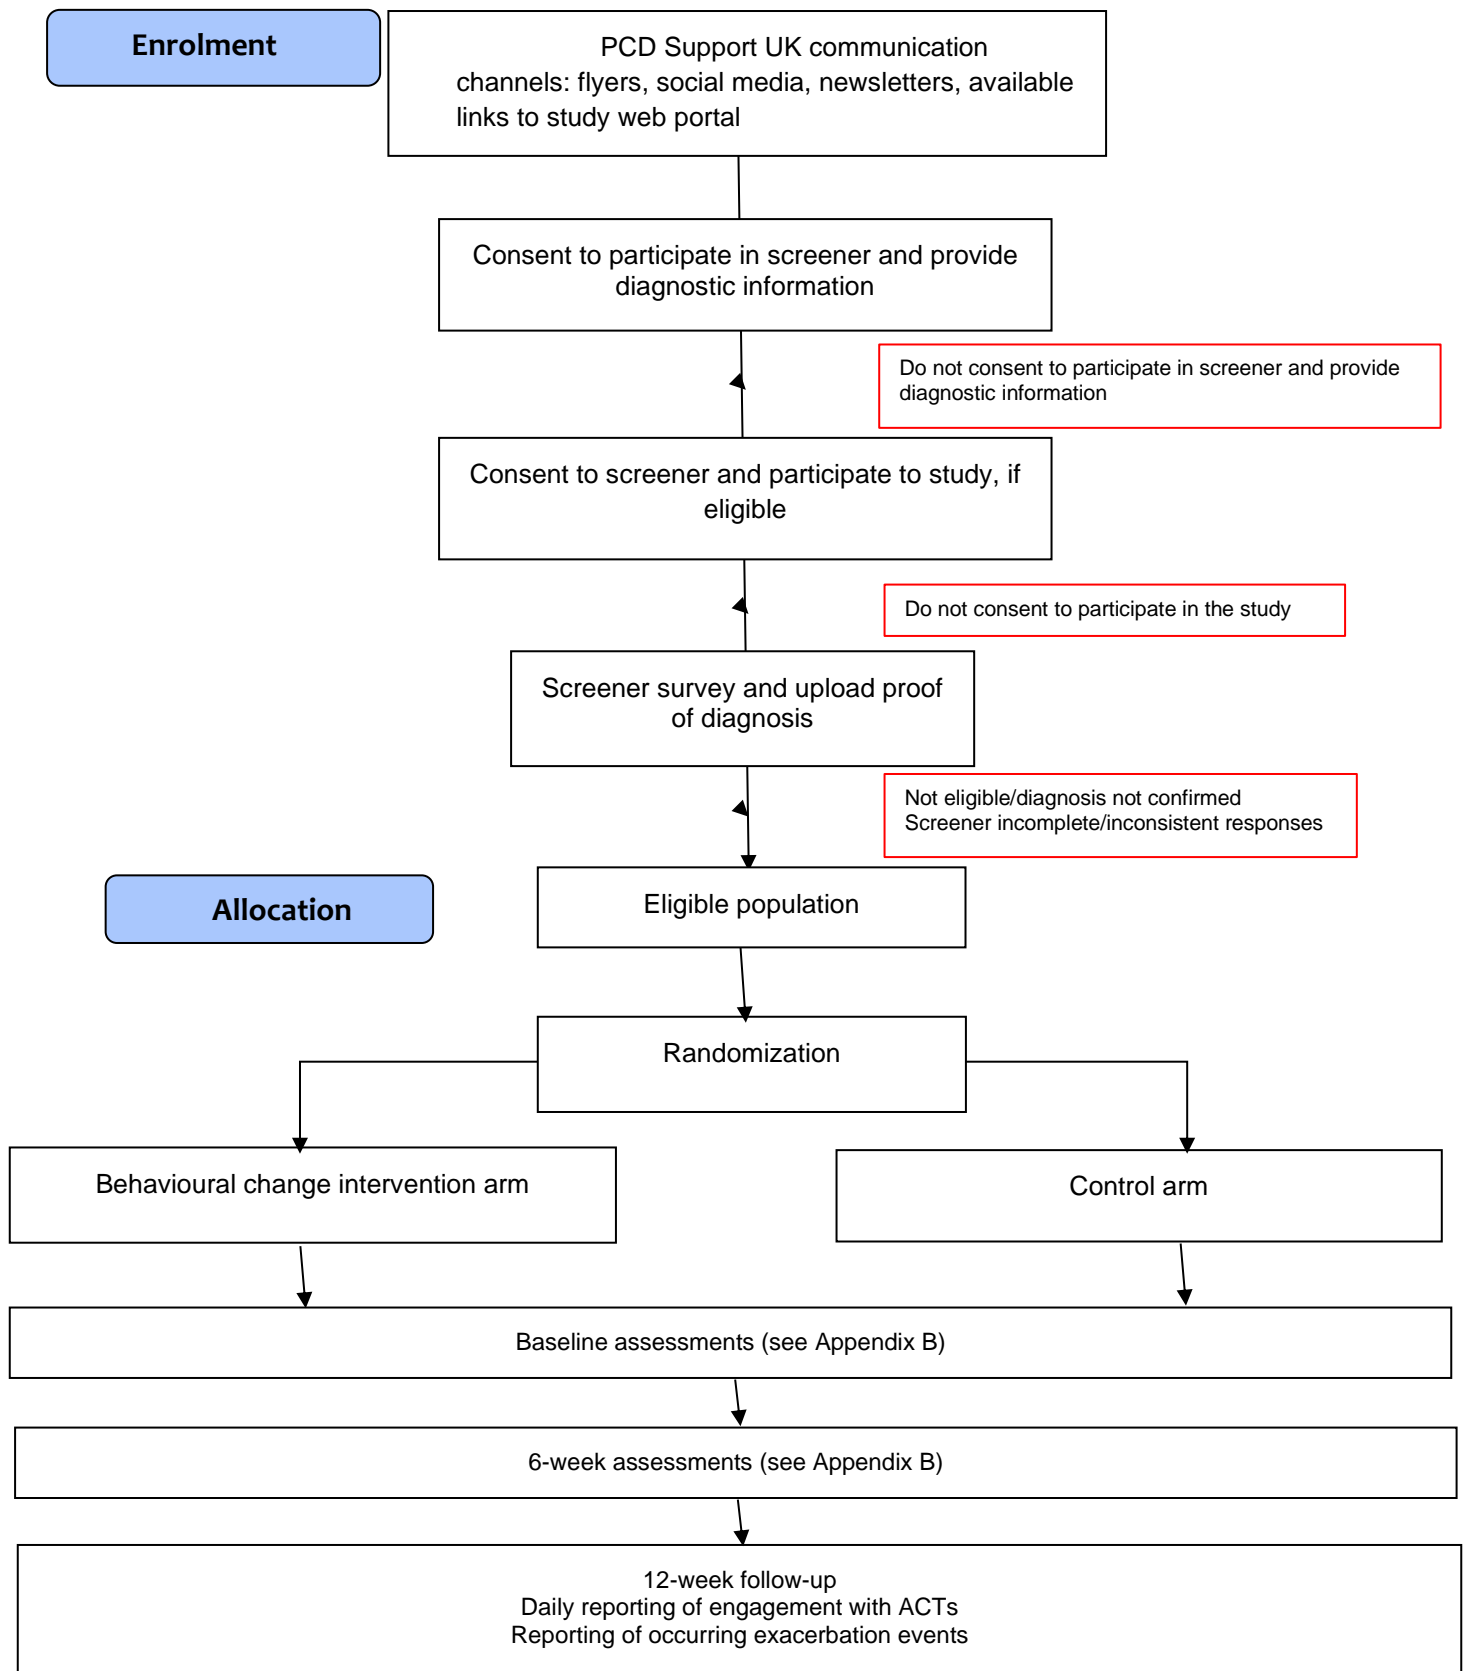 Enrolment
PCD Support UK communication
channels: flyers, social media, newsletters, available
links to study web portal
Consent to participate in screener and provide
diagnostic information
Do not consent to participate in screener and provide
diagnostic information
Consent to screener and participate to study, if
eligible
Do not consent to participate in the study
Screener survey and upload proof
of diagnosis
Not eligible/diagnosis not confirmed
Screener incomplete/inconsistent responses
Allocation
Eligible population
Randomization
Behavioural change intervention arm
Control arm
Baseline assessments (see Appendix B)
6-week assessments (see Appendix B)
12-week follow-up
Daily reporting of engagement with ACTs
Reporting of occurring exacerbation events